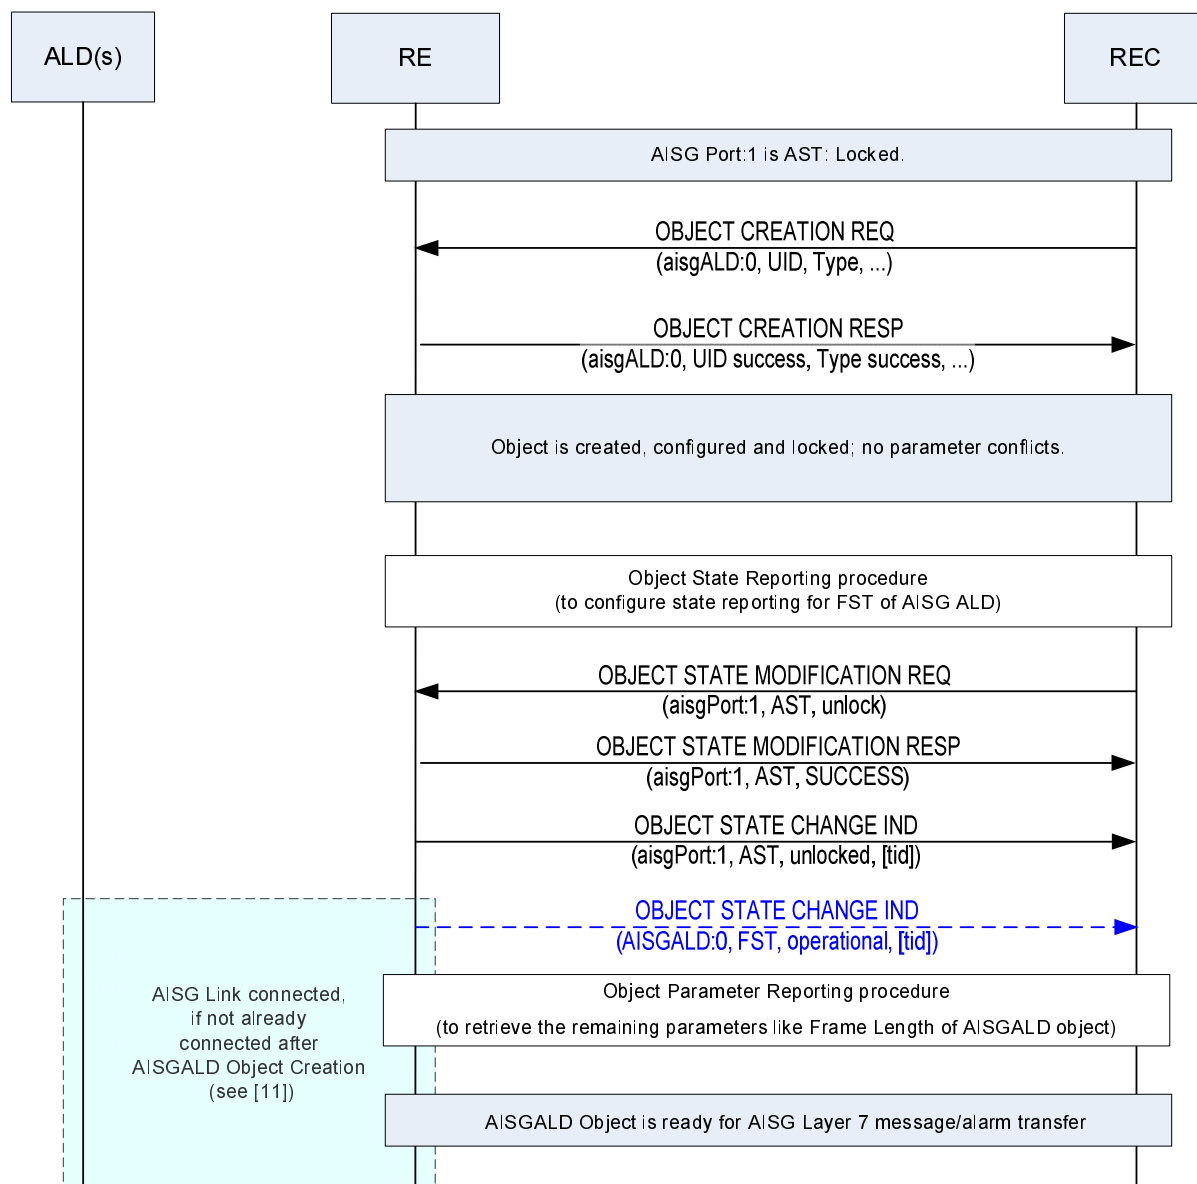 ALD(s)
RE
REC
AISG Port:1 is AST: Locked.
OBJECT CREATION REQ
(aisgALD:0, UID, Type, ...)
OBJECT CREATION RESP
(aisgALD:0, UID success, Type success, ...)
Object is created, configured and locked; no parameter conflicts.
Object State Reporting procedure
(to configure state reporting for FST of AISG ALD)
OBJECT STATE MODIFICATION REQ
(aisgPort:1, AST, unlock)
OBJECT STATE MODIFICATION RESP
(aisgPort:1, AST, SUCCESS)
OBJECT STATE CHANGE IND
(aisgPort:1, AST, unlocked, [tid])
OBJECT STATE CHANGE IND
(AISGALD:0, FST, operational, [tid])
AISG Link connected,
if not already
connected after
AISGALD Object Creation
(see [11])
Object Parameter Reporting procedure
(to retrieve the remaining parameters like Frame Length of AISGALD object)
AISGALD Object is ready for AISG Layer 7 message/alarm transfer